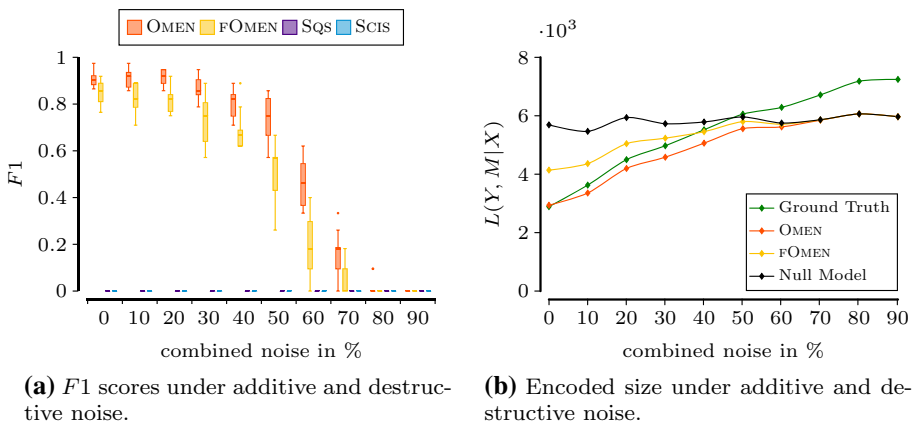 OMEN FOMEN SQS SCIS
F1
1
0.8
0.6
0.4
0.2
0
0 10 20 30 40 50 60 70 80 90
combined noise in %
(a) F1 scores under additive and destruc-
tive noise.
·10³
L(Y, M|X)
8
6
4
2
0
0 10 20 30 40 50 60 70 80 90
Ground Truth
OMEN
FOMEN
Null Model
combined noise in %
(b) Encoded size under additive and de-
structive noise.